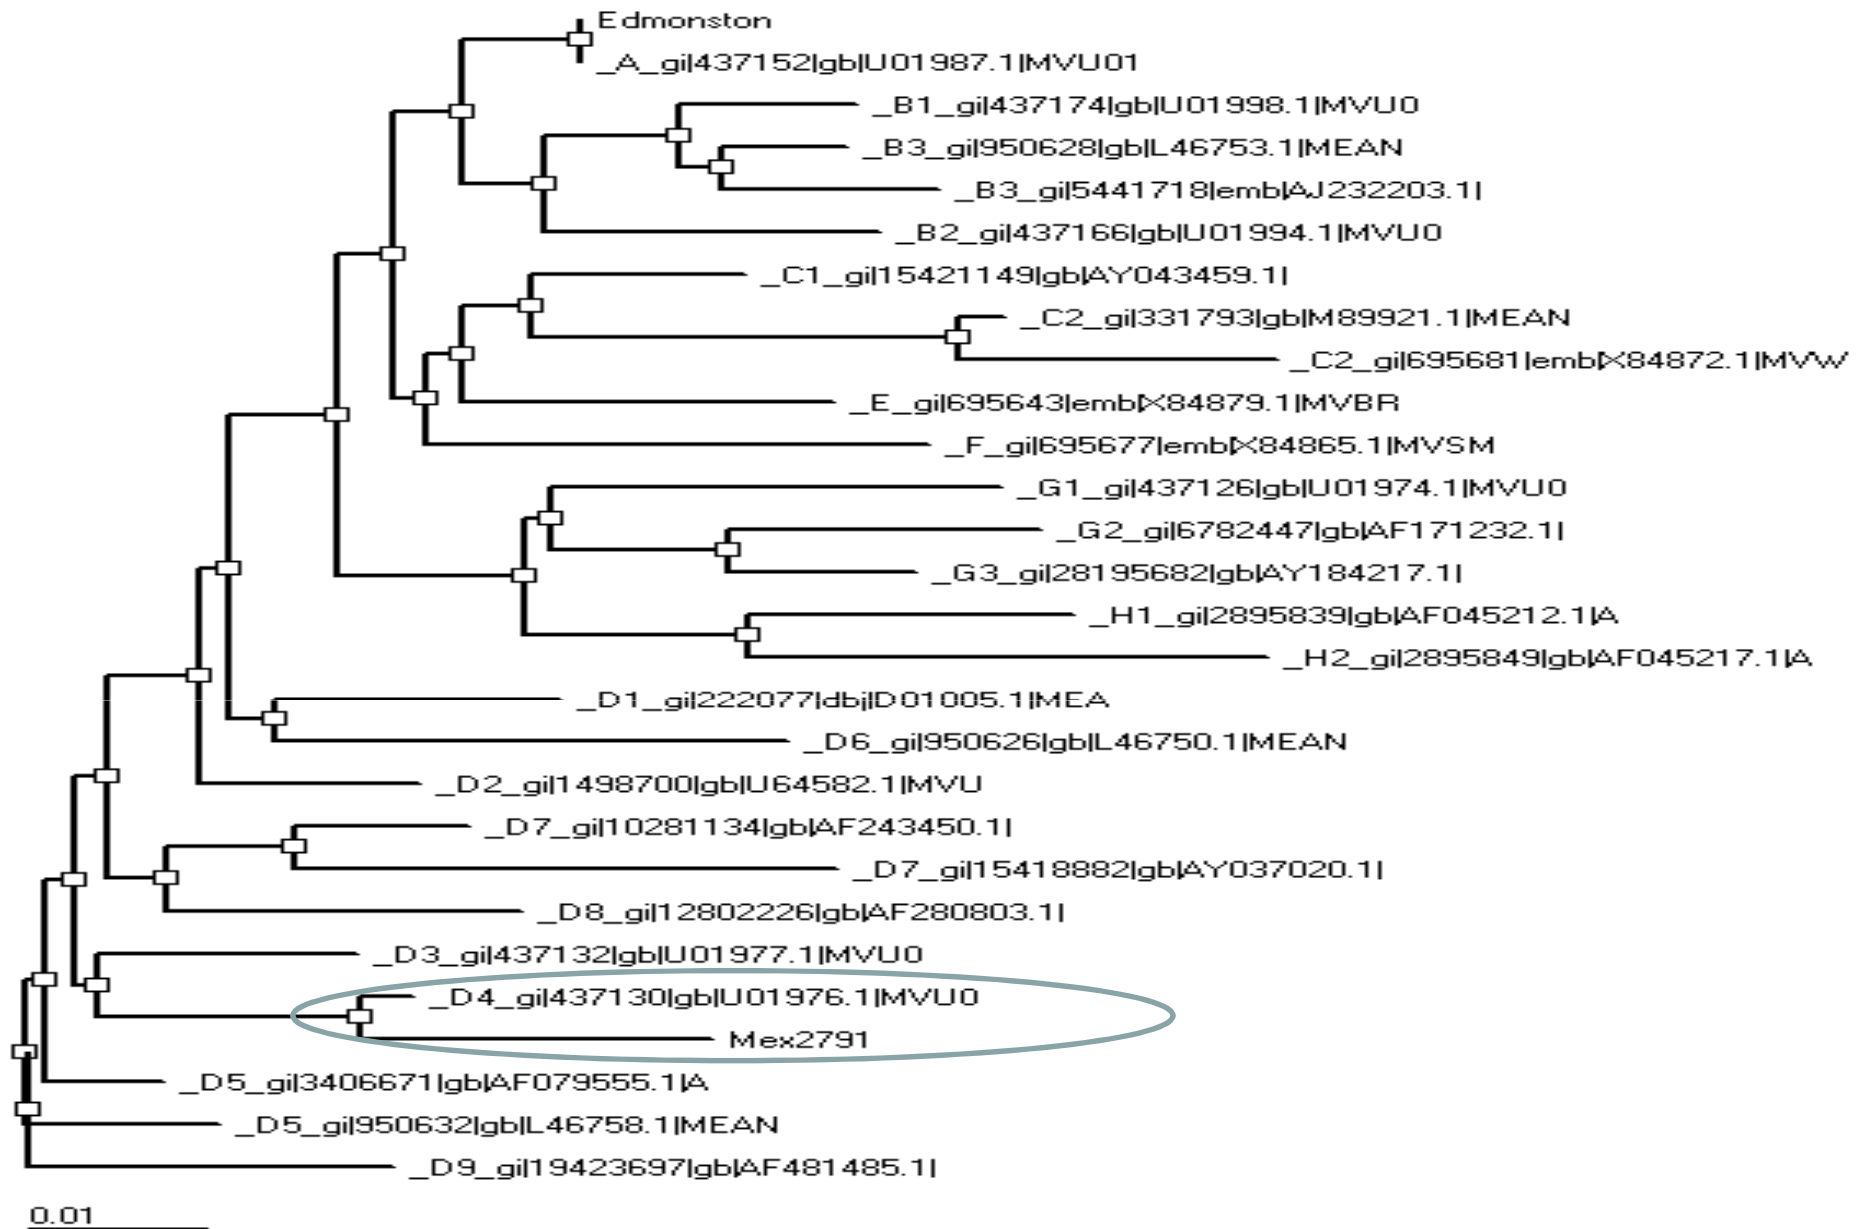 Edmonston
_A_gi|437152|gb|U01987.1|MVU01
_B1_gi|437174|gb|U01998.1|MVU0
_B3_gi|950628|gb|L46753.1|MEAN
_B3_gi|5441718|emb|AJ232203.1|
_B2_gi|437166|gb|U01994.1|MVU0
_C1_gi|15421149|gb|AY043459.1|
_C2_gi|331793|gb|M89921.1|MEAN
_C2_gi|695681|emb|X84872.1|MVW
_E_gi|695643|emb|X84879.1|MVBR
_F_gi|695677|emb|X84865.1|MVSM
_G1_gi|437126|gb|U01974.1|MVU0
_G2_gi|6782447|gb|AF171232.1|
_G3_gi|28195682|gb|AY184217.1|
_H1_gi|2895839|gb|AF045212.1|A
_H2_gi|2895849|gb|AF045217.1|A
_D1_gi|222077|dbj|D01005.1|MEA
_D6_gi|950626|gb|L46750.1|MEAN
_D2_gi|1498700|gb|U64582.1|MVU
_D7_gi|10281134|gb|AF243450.1|
_D7_gi|15418882|gb|AY037020.1|
_D8_gi|12802226|gb|AF280803.1|
_D3_gi|437132|gb|U01977.1|MVU0
_D4_gi|437130|gb|U01976.1|MVU0
Mex2791
_D5_gi|3406671|gb|AF079555.1|A
_D5_gi|950632|gb|L46758.1|MEAN
_D9_gi|19423697|gb|AF481485.1|
0.01